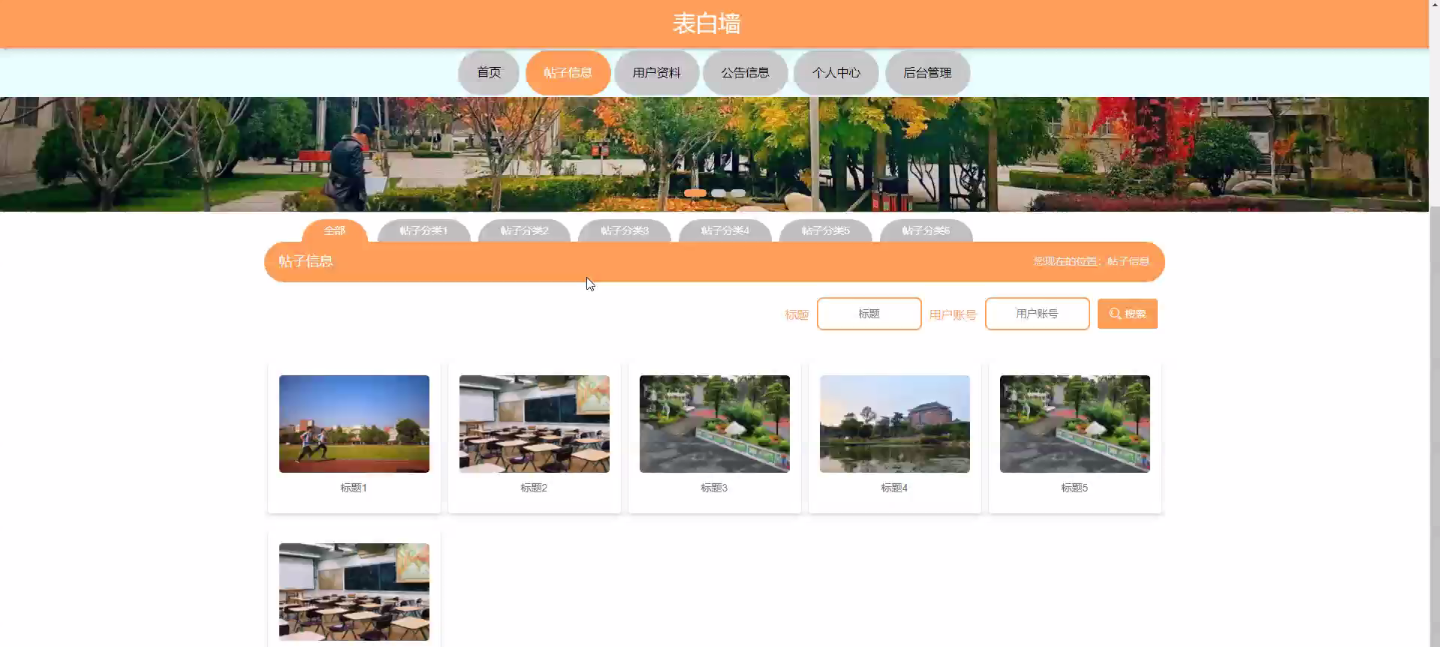 表白墙
首页 帖子信息 用户资料 公告信息 个人中心 后台管理
全部 帖子分类1 帖子分类2 帖子分类3 帖子分类4 帖子分类5 帖子分类6
帖子信息 您现在的位置：帖子信息
标题 标题 用户账号 用户账号 搜索
标题1 标题2 标题3 标题4 标题5